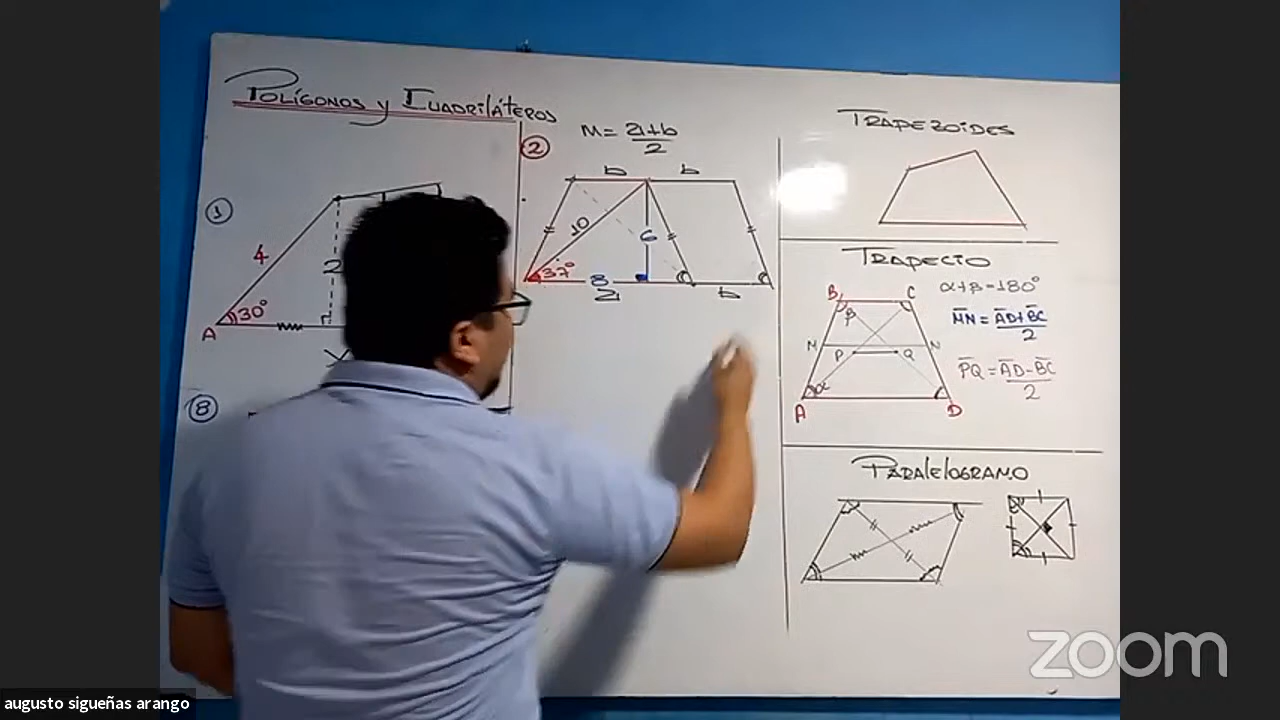 Polígonos y Cuadriláteros
1
4
2
30°
A
8
2
M = a+b
2
b
b
10
6
37°
8
a
b
Trapezoides
Trapecio
α+β=180°
B
C
β
MN = AD+BC
2
M
N
P
Q
PQ = AD-BC
2
α
A
D
Paralelogramo
zoom
augusto sigueñas arango